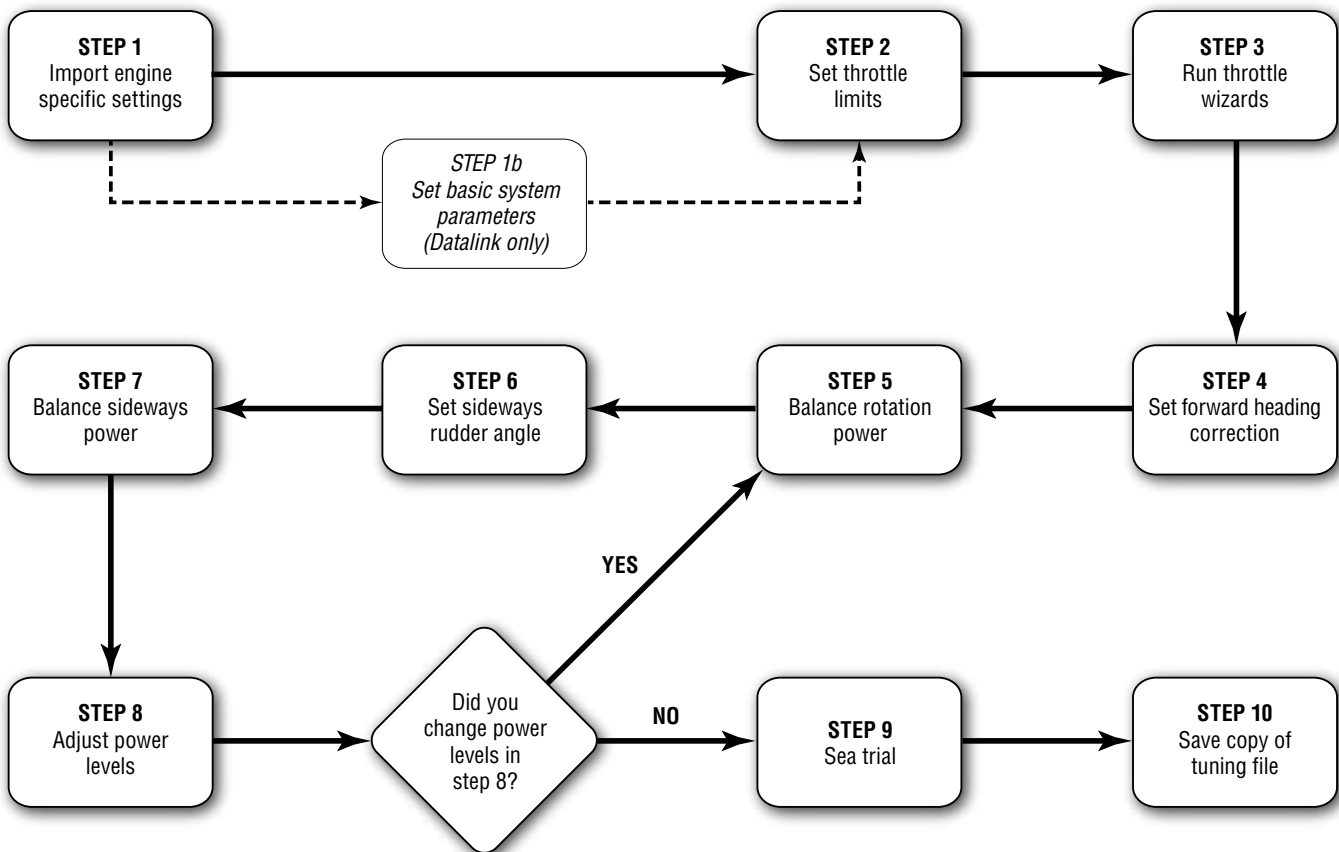 STEP 1
Import engine
specific settings
STEP 2
Set throttle
limits
STEP 3
Run throttle
wizards
STEP 1b
Set basic system
parameters
(Datalink only)
STEP 7
Balance sideways
power
STEP 6
Set sideways
rudder angle
STEP 5
Balance rotation
power
STEP 4
Set forward heading
correction
YES
STEP 8
Adjust power
levels
Did you
change power
levels in
step 8?
NO
STEP 9
Sea trial
STEP 10
Save copy of
tuning file